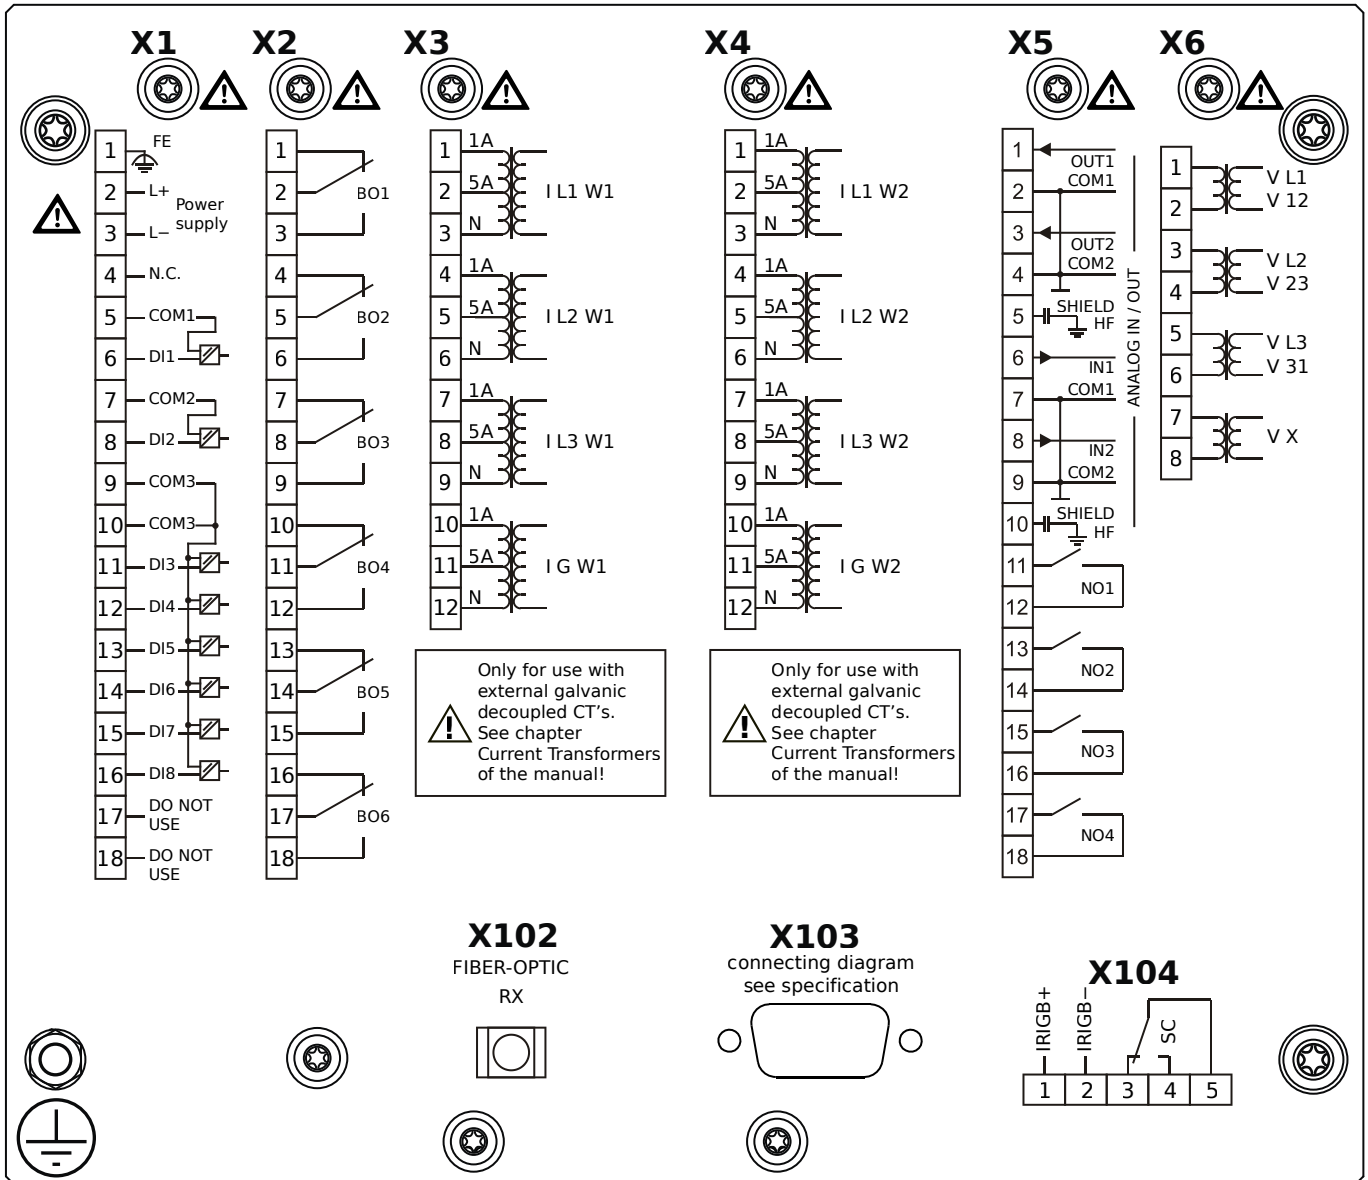 X1
X2
X3
X4
X5
X6
1 FE
2 L+
Power
supply
3 L−
4 N.C.
5 COM1
6 DI1
7 COM2
8 DI2
9 COM3
10 COM3
11 DI3
12 DI4
13 DI5
14 DI6
15 DI7
16 DI8
17 DO NOT
USE
18 DO NOT
USE
1
2 BO1
3
4
5 BO2
6
7
8 BO3
9
10
11 BO4
12
13
14 BO5
15
16
17 BO6
18
1 1A
2 5A I L1 W1
3 N
4 1A
5 5A I L2 W1
6 N
7 1A
8 5A I L3 W1
9 N
10 1A
11 5A I G W1
12 N
Only for use with
external galvanic
decoupled CT's.
See chapter
Current Transformers
of the manual!
1 1A
2 5A I L1 W2
3 N
4 1A
5 5A I L2 W2
6 N
7 1A
8 5A I L3 W2
9 N
10 1A
11 5A I G W2
12 N
Only for use with
external galvanic
decoupled CT's.
See chapter
Current Transformers
of the manual!
1 OUT1
2 COM1
3 OUT2
4 COM2
5 SHIELD
HF
6 IN1
7 COM1
8 IN2
9 COM2
10 SHIELD
HF
ANALOG IN / OUT
11
NO1
12
13
NO2
14
15
NO3
16
17
NO4
18
1 V L1
2 V 12
3 V L2
4 V 23
5 V L3
6 V 31
7
V X
8
X102
FIBER-OPTIC
RX
X103
connecting diagram
see specification
X104
IRIGB+
IRIGB−
SC
1 2 3 4 5